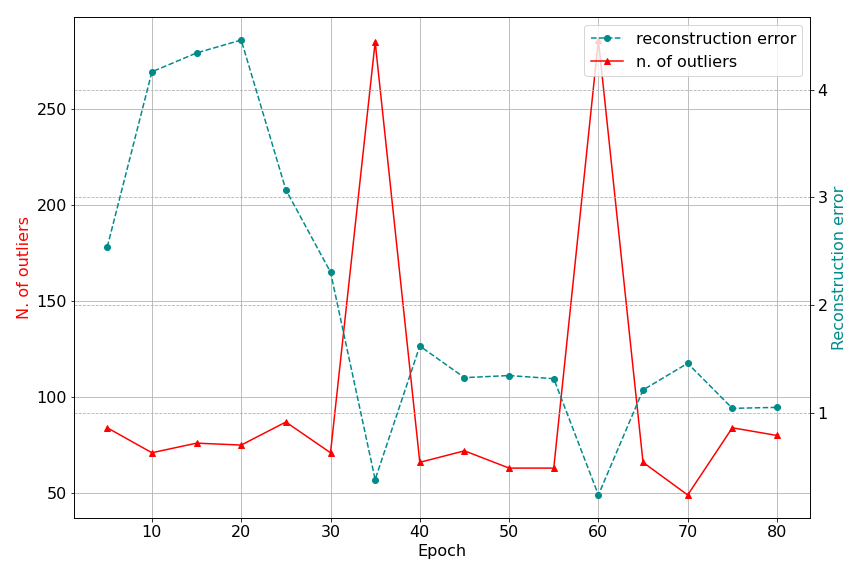 reconstruction error
n. of outliers
250
200
150
100
50
N. of outliers
4
3
2
1
Reconstruction error
10 20 30 40 50 60 70 80
Epoch